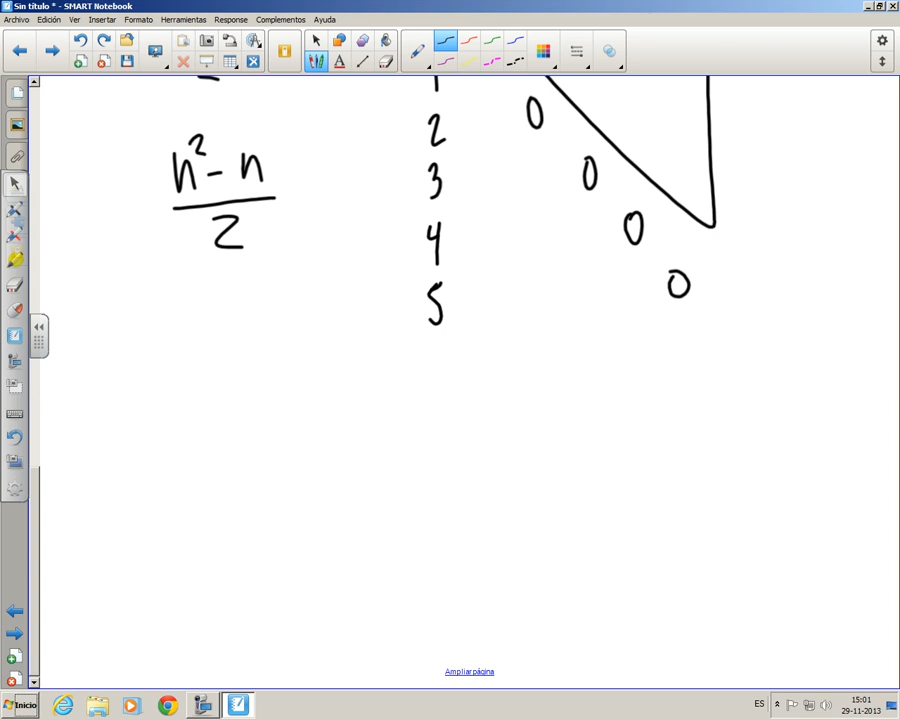 Sin título * - SMART Notebook
Archivo Edición Ver Insertar Formato Herramientas Response Complementos Ayuda
n² - n
2
1
2
3
4
5
0
0
0
0
Ampliar página
Inicio
ES
15:01
29-11-2013